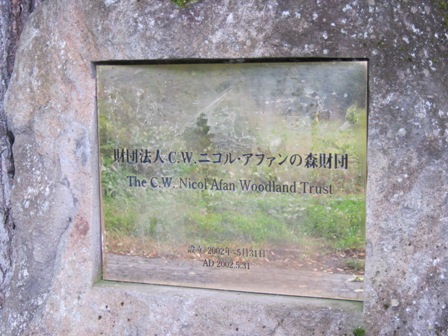 財団法人C.W.ニコル・アファンの森財団
The C.W. Nicol Afan Woodland Trust
設立 2002年 5月31日
AD 2002.5.31